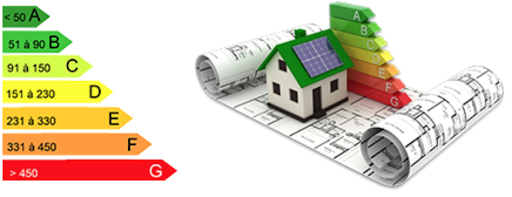 < 50 A
51 à 90 B
91 à 150 C
151 à 230 D
231 à 330 E
331 à 450 F
> 450 G
A
B
C
D
E
F
G